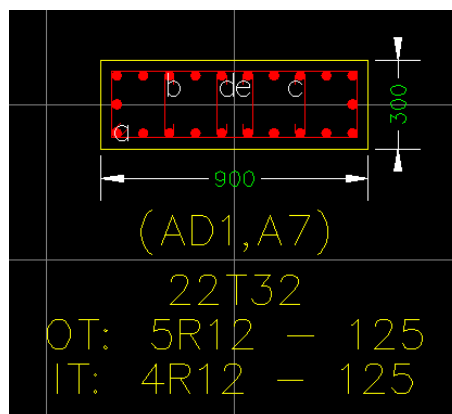 b de c
a
300
900
(AD1,A7)
22T32
OT: 5R12 - 125
IT: 4R12 - 125